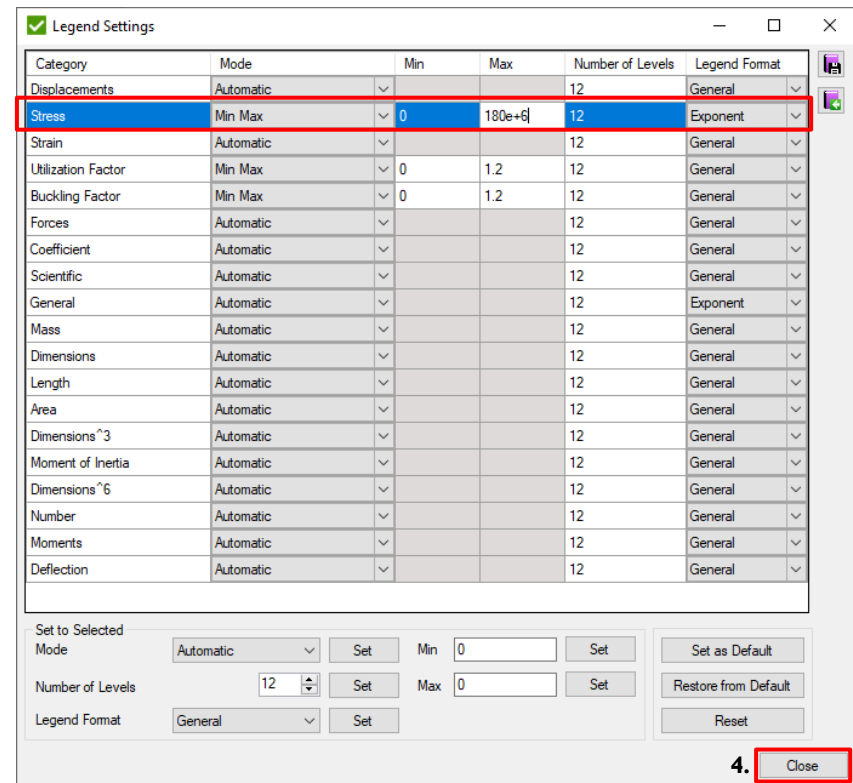 Legend Settings
Category Mode Min Max Number of Levels Legend Format
Displacements Automatic 12 General
Stress Min Max 0 180e+6 12 Exponent
Strain Automatic 12 General
Utilization Factor Min Max 0 1.2 12 General
Buckling Factor Min Max 0 1.2 12 General
Forces Automatic 12 General
Coefficient Automatic 12 General
Scientific Automatic 12 General
General Automatic 12 Exponent
Mass Automatic 12 General
Dimensions Automatic 12 General
Length Automatic 12 General
Area Automatic 12 General
Dimensions^3 Automatic 12 General
Moment of Inertia Automatic 12 General
Dimensions^6 Automatic 12 General
Number Automatic 12 General
Moments Automatic 12 General
Deflection Automatic 12 General
Set to Selected
Mode Automatic Set Min 0 Set Set as Default
Number of Levels 12 Set Max 0 Set Restore from Default
Legend Format General Set Reset
4. Close